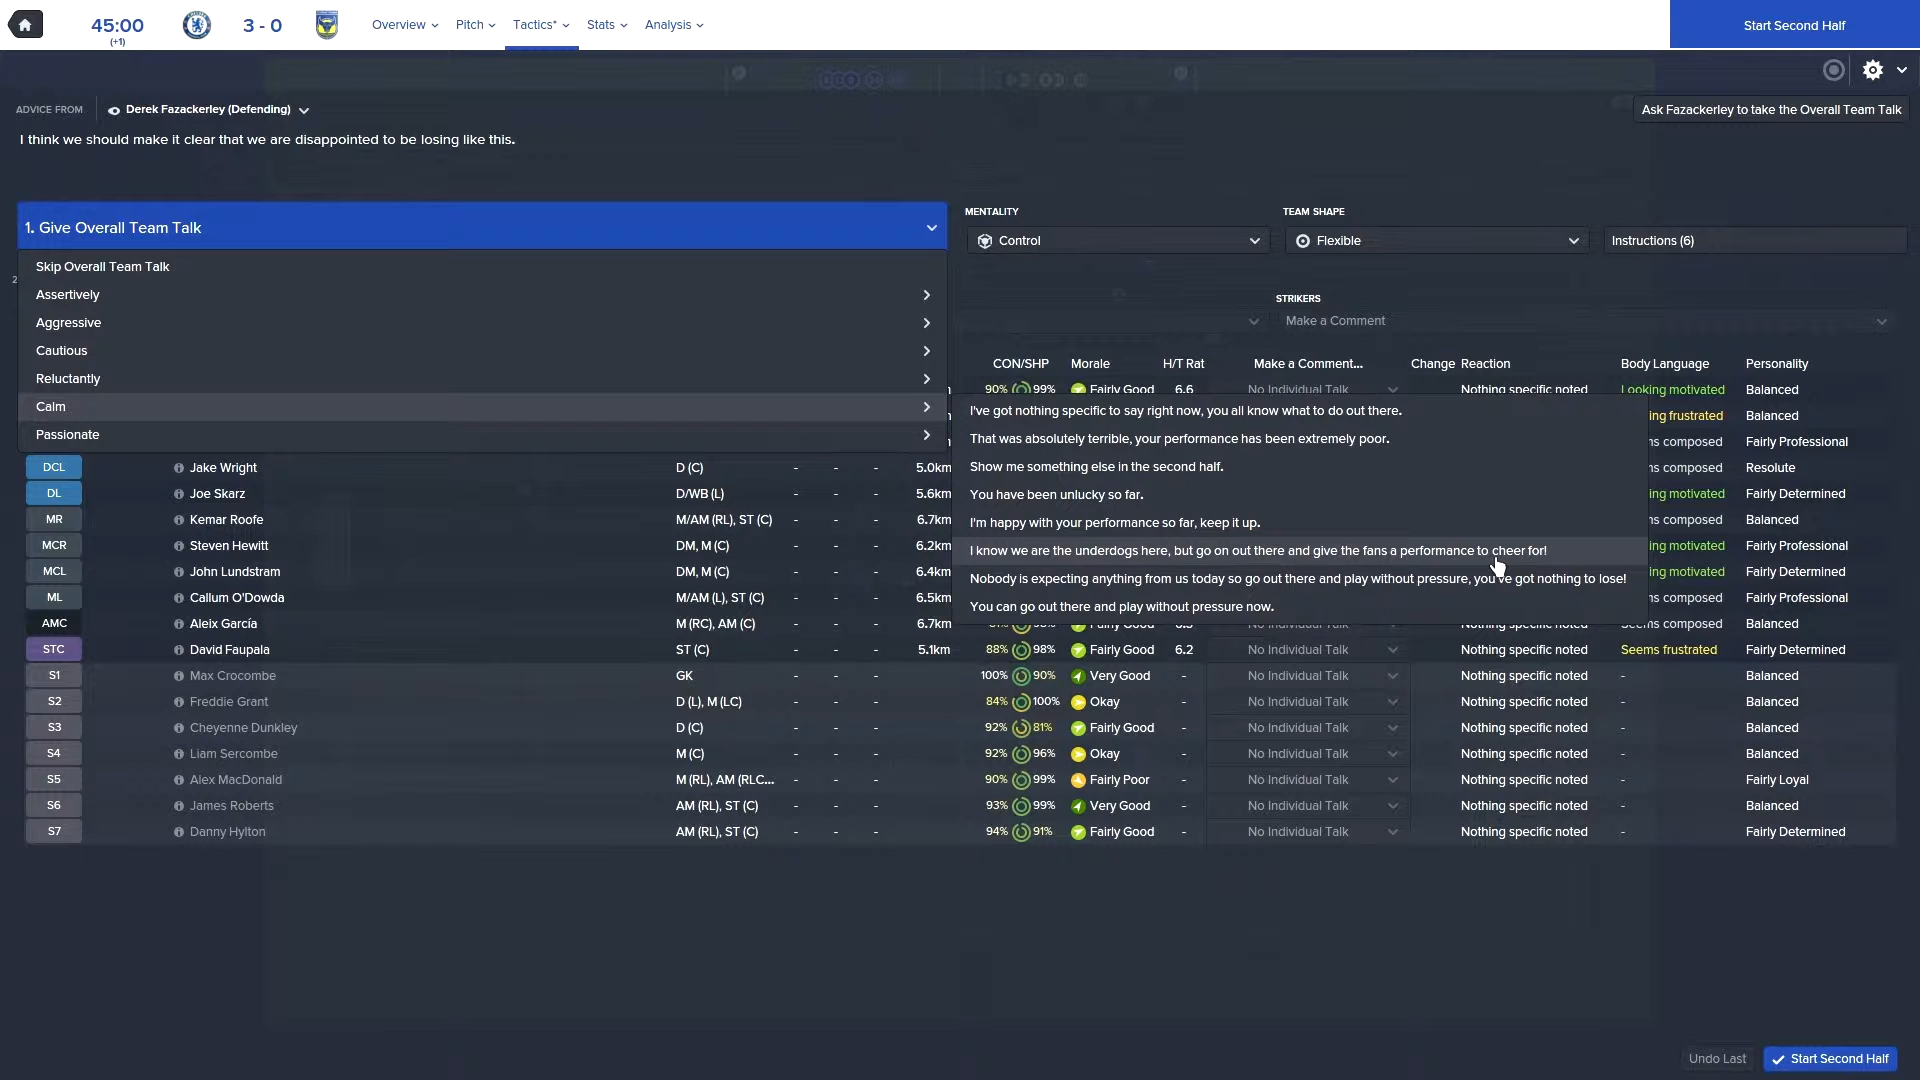 45:00
(+1)
3 - 0
Overview
Pitch
Tactics*
Stats
Analysis
Start Second Half
ADVICE FROM
Derek Fazackerley (Defending)
Ask Fazackerley to take the Overall Team Talk
I think we should make it clear that we are disappointed to be losing like this.
1. Give Overall Team Talk
MENTALITY
Control
TEAM SHAPE
Flexible
Instructions (6)
Skip Overall Team Talk
2
Assertively
Aggressive
Cautious
Reluctantly
Calm
Passionate
STRIKERS
Make a Comment
CON/SHP Morale H/T Rat Make a Comment... Change Reaction Body Language Personality
90% 99% Fairly Good 6.6 No Individual Talk Nothing specific noted Looking motivated Balanced
I've got nothing specific to say right now, you all know what to do out there.
ing frustrated Balanced
That was absolutely terrible, your performance has been extremely poor.
ms composed Fairly Professional
Show me something else in the second half.
You have been unlucky so far.
I'm happy with your performance so far, keep it up.
I know we are the underdogs here, but go on out there and give the fans a performance to cheer for!
Nobody is expecting anything from us today so go out there and play without pressure, you've got nothing to lose!
You can go out there and play without pressure now.
DCL Jake Wright D (C) - - - 5.0km ms composed Resolute
DL Joe Skarz D/WB (L) - - - 5.6km ing motivated Fairly Determined
MR Kemar Roofe M/AM (RL), ST (C) - - - 6.7km ms composed Balanced
MCR Steven Hewitt DM, M (C) - - - 6.2km ing motivated Fairly Professional
MCL John Lundstram DM, M (C) - - - 6.4km ing motivated Fairly Determined
ML Callum O'Dowda M/AM (L), ST (C) - - - 6.5km ms composed Fairly Professional
AMC Aleix García M (RC), AM (C) - - - 6.7km Fairly Good No Individual Talk Nothing specific noted Seems composed Balanced
STC David Faupala ST (C) - - - 5.1km 88% 98% Fairly Good 6.2 No Individual Talk Nothing specific noted Seems frustrated Fairly Determined
S1 Max Crocombe GK - - - 100% 90% Very Good - No Individual Talk Nothing specific noted - Balanced
S2 Freddie Grant D (L), M (LC) - - - 84% 100% Okay - No Individual Talk Nothing specific noted - Balanced
S3 Cheyenne Dunkley D (C) - - - 92% 81% Fairly Good - No Individual Talk Nothing specific noted - Balanced
S4 Liam Sercombe M (C) - - - 92% 96% Okay - No Individual Talk Nothing specific noted - Balanced
S5 Alex MacDonald M (RL), AM (RLC... - - - 90% 99% Fairly Poor - No Individual Talk Nothing specific noted - Fairly Loyal
S6 James Roberts AM (RL), ST (C) - - - 93% 99% Very Good - No Individual Talk Nothing specific noted - Balanced
S7 Danny Hylton AM (RL), ST (C) - - - 94% 91% Fairly Good - No Individual Talk Nothing specific noted - Fairly Determined
Undo Last
Start Second Half